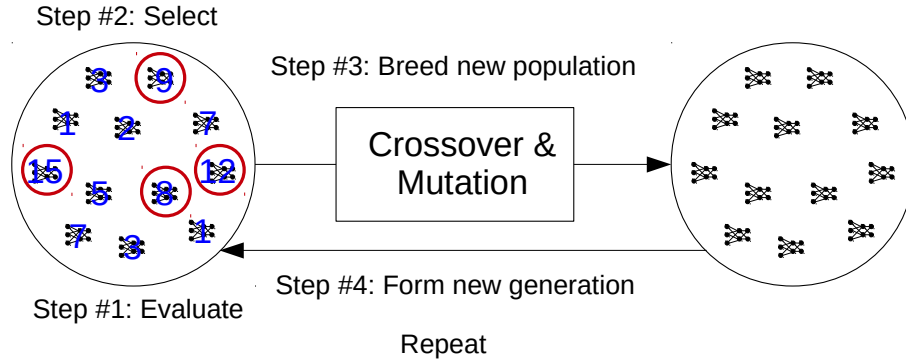 Step #2: Select
3 9
Step #3: Breed new population
1 2 7
Crossover &
Mutation
15 12
5 8
7 3 1
Step #4: Form new generation
Step #1: Evaluate
Repeat